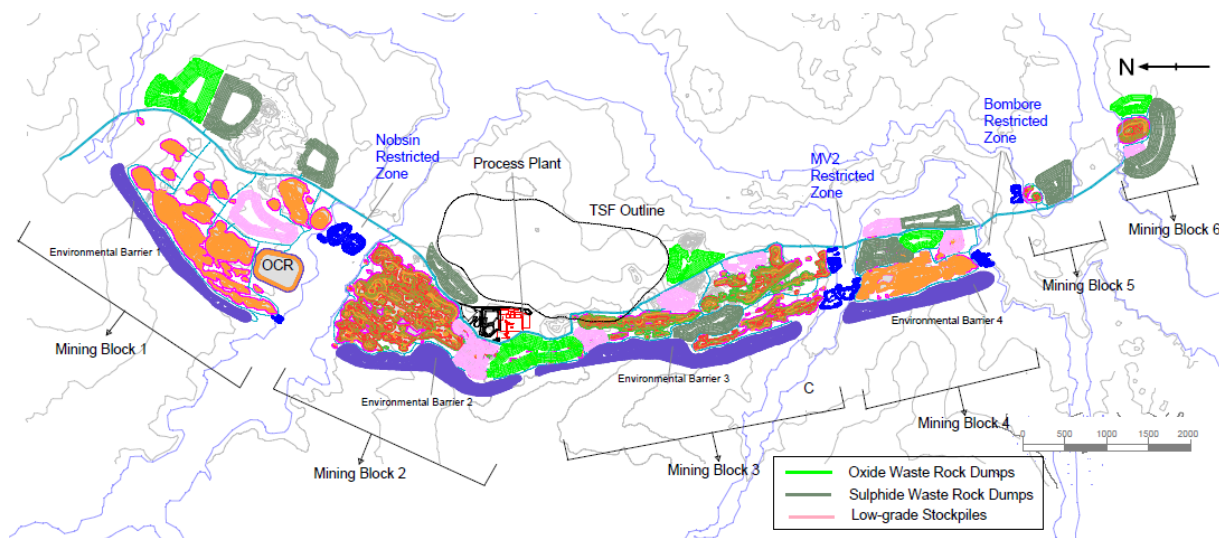 N
Bombore
Restricted
Zone
Nobsin
Restricted
Zone
Process Plant
MV2
Restricted
Zone
TSF Outline
Mining Block 6
Environmental Barrier 1
OCR
Mining Block 5
Environmental Barrier 4
Mining Block 1
Environmental Barrier 3
C
Environmental Barrier 2
Mining Block 4
0 500 1000 1500 2000
Mining Block 2
Mining Block 3
Oxide Waste Rock Dumps
Sulphide Waste Rock Dumps
Low-grade Stockpiles